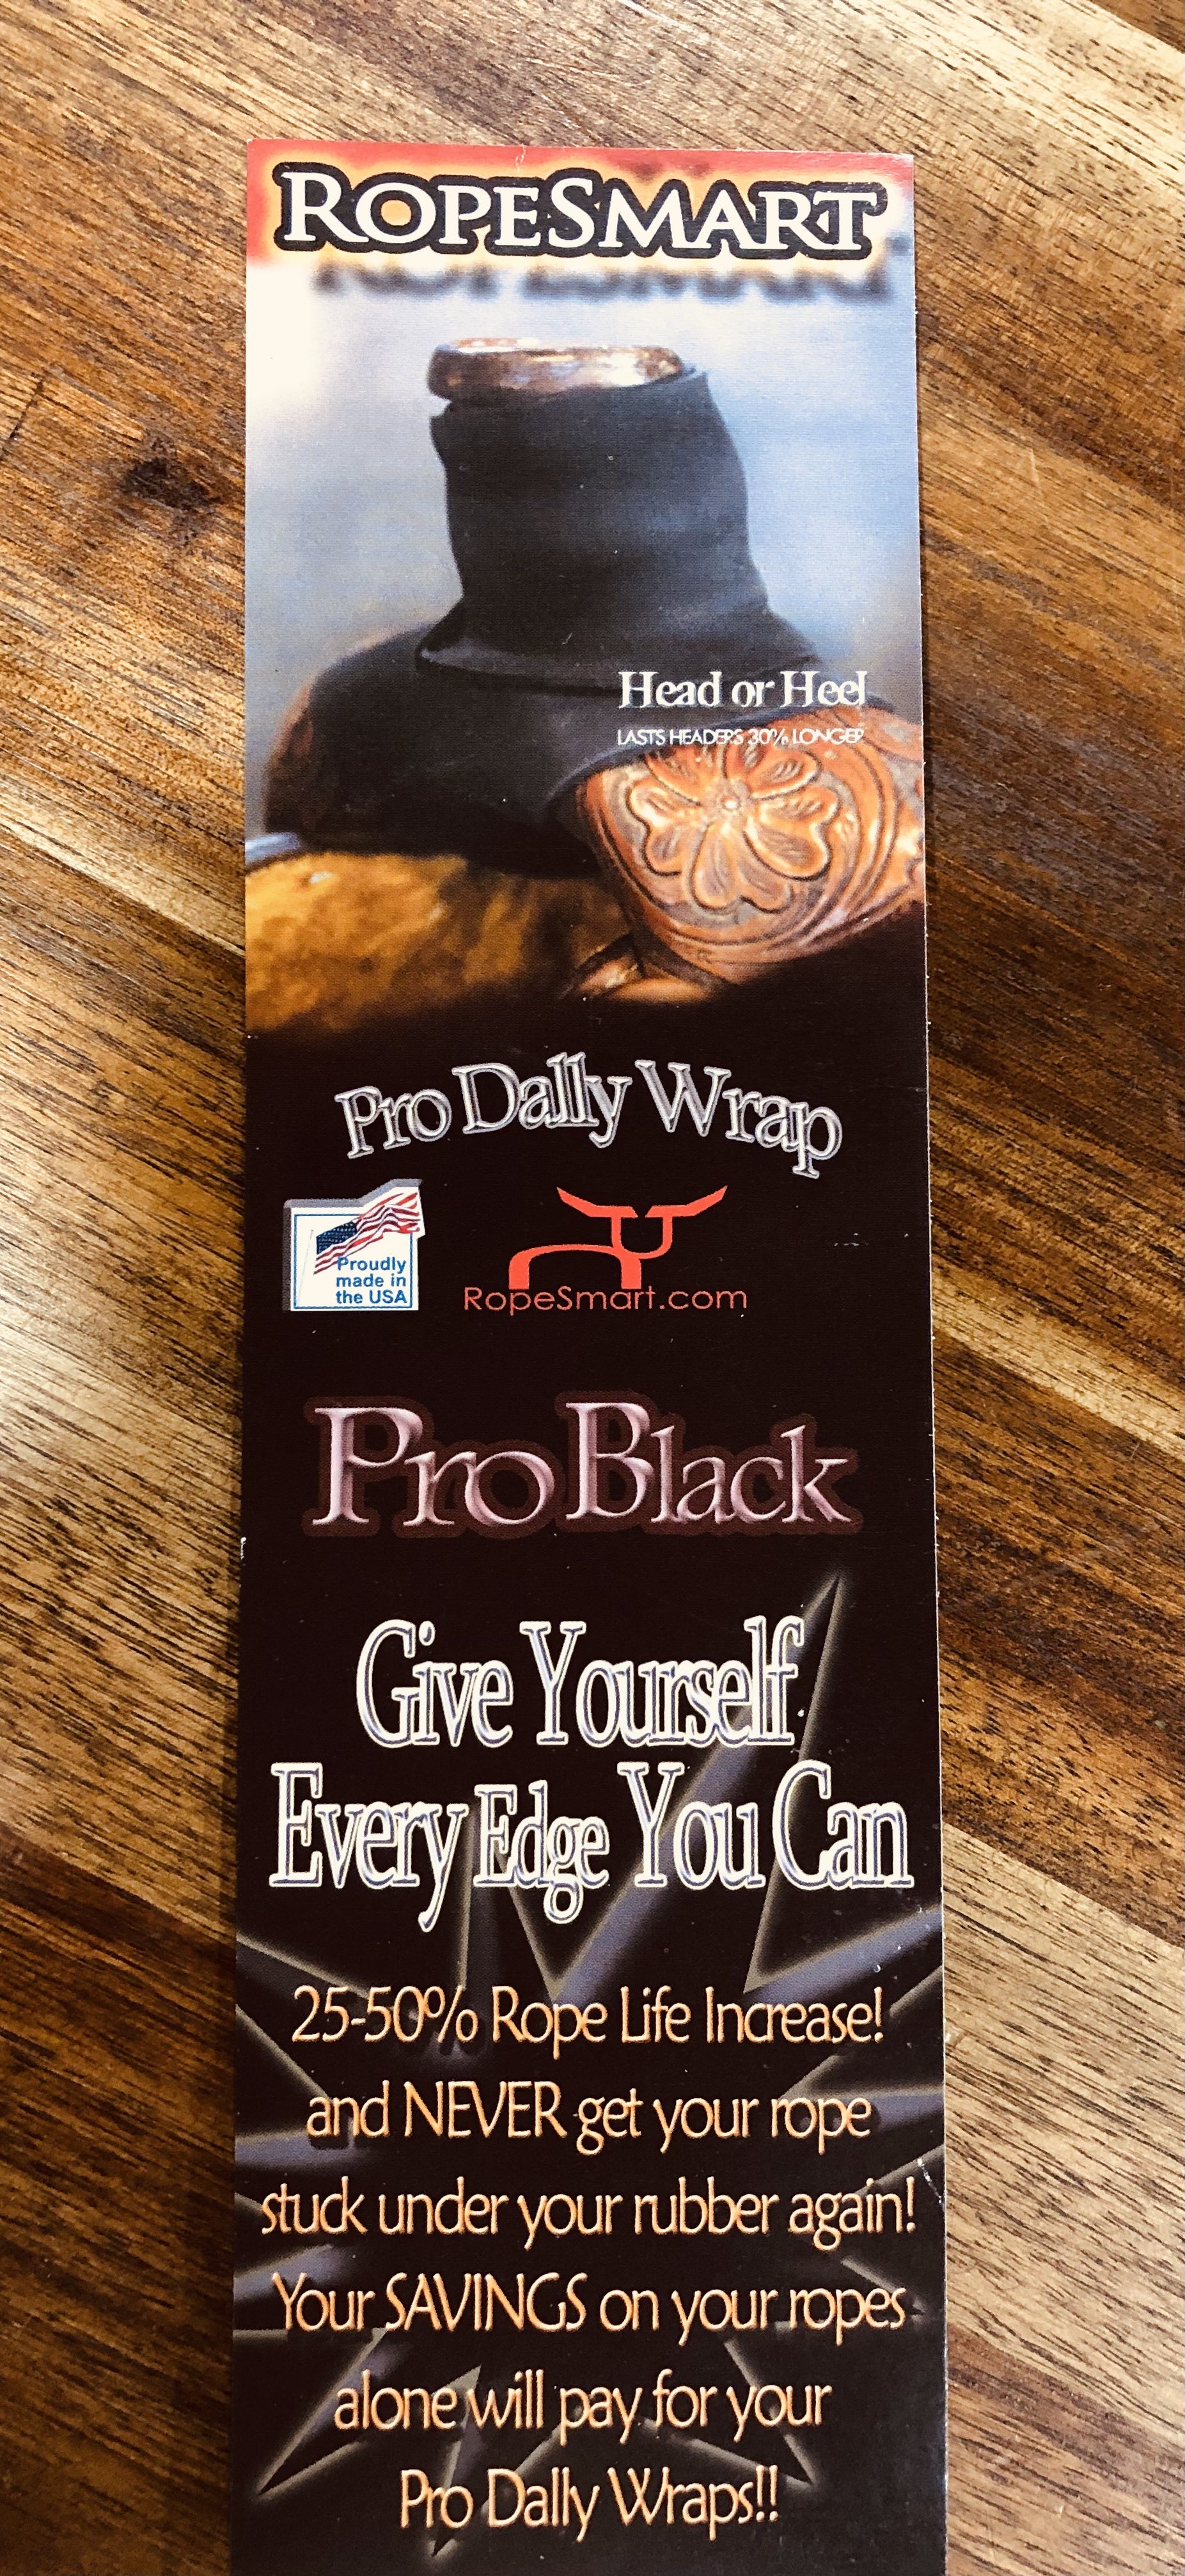 ROPESMART
Head or Heel
LASTS HEADERS 30% LONGER
Pro Dally Wrap
Proudly
made in
the USA
RopeSmart.com
Pro Black
Give Yourself
Every Edge You Can
25-50% Rope Life Increase!
and NEVER get your rope
stuck under your rubber again!
Your SAVINGS on your ropes
alone will pay for your
Pro Dally Wraps!!